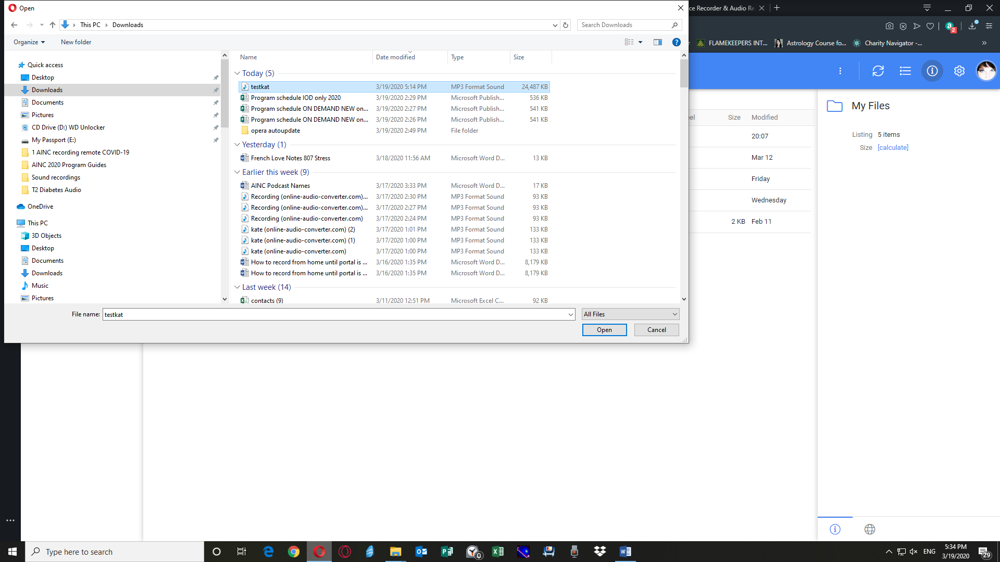 Open
ce Recorder & Audio Re
This PC
Downloads
Search Downloads
Organize
New folder
2
FLAMEKEEPERS INT...
Astrology Course fo...
Charity Navigator -...
Quick access
Desktop
Downloads
Documents
Pictures
CD Drive (D:) WD Unlocker
My Passport (E:)
1 AINC recording remote COVID-19
AINC 2020 Program Guides
Sound recordings
T2 Diabetes Audio
OneDrive
This PC
3D Objects
Desktop
Documents
Downloads
Music
Pictures
Name Date modified Type Size
Today (5)
testkat 3/19/2020 5:14 PM MP3 Format Sound 24,487 KB
Program schedule IOD only 2020 3/19/2020 2:29 PM Microsoft Publish... 536 KB
Program schedule ON DEMAND NEW on... 3/19/2020 2:27 PM Microsoft Publish... 541 KB
Program schedule ON DEMAND NEW on... 3/19/2020 2:26 PM Microsoft Publish... 541 KB
opera autoupdate 3/19/2020 2:49 PM File folder
Yesterday (1)
French Love Notes 807 Stress 3/18/2020 11:56 AM Microsoft Word D... 13 KB
Earlier this week (9)
AINC Podcast Names 3/17/2020 3:33 PM Microsoft Word D... 17 KB
Recording (online-audio-converter.com)... 3/17/2020 2:30 PM MP3 Format Sound 93 KB
Recording (online-audio-converter.com)... 3/17/2020 2:27 PM MP3 Format Sound 93 KB
Recording (online-audio-converter.com) 3/17/2020 2:24 PM MP3 Format Sound 93 KB
kate (online-audio-converter.com) (2) 3/17/2020 1:01 PM MP3 Format Sound 133 KB
kate (online-audio-converter.com) (1) 3/17/2020 1:00 PM MP3 Format Sound 133 KB
kate (online-audio-converter.com) 3/17/2020 1:00 PM MP3 Format Sound 133 KB
How to record from home until portal is ... 3/16/2020 1:35 PM Microsoft Word D... 8,179 KB
How to record from home until portal is ... 3/16/2020 1:35 PM Microsoft Word D... 8,179 KB
Last week (14)
contacts (9) 3/11/2020 12:51 PM Microsoft Excel C... 92 KB
File name: testkat All Files
Open Cancel
el Size Modified
20:07
Mar 12
Friday
Wednesday
2 KB Feb 11
My Files
Listing 5 items
Size [calculate]
Type here to search
ENG
5:34 PM
3/19/2020
29